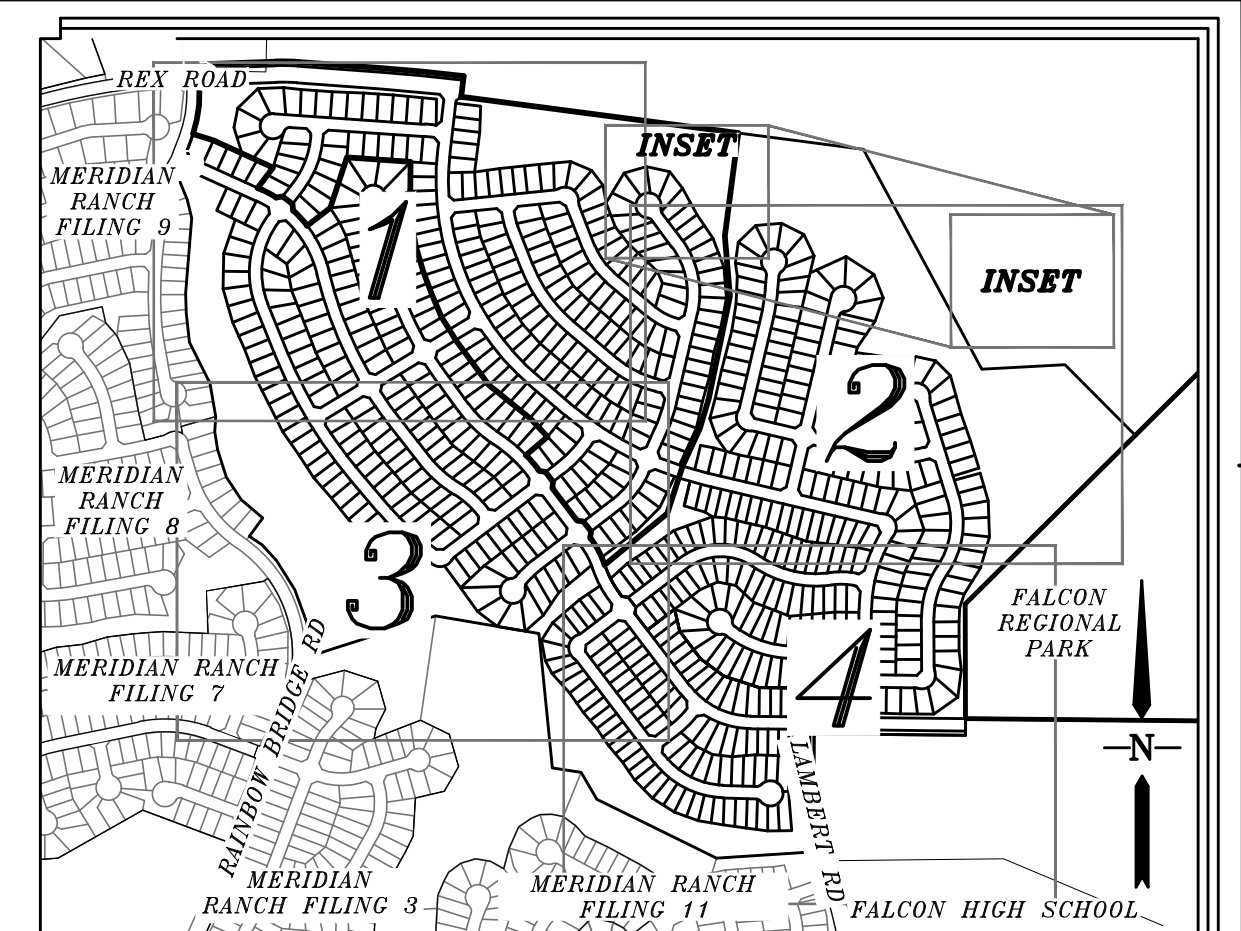 REX ROAD
INSET
MERIDIAN
RANCH
FILING 9
1
INSET
2
MERIDIAN
RANCH
FILING 8
3
FALCON
REGIONAL
PARK
MERIDIAN RANCH
FILING 7
4
RAINBOW BRIDGE RD
N
LAMBERT RD
MERIDIAN
RANCH FILING 3
MERIDIAN RANCH
FILING 11
FALCON HIGH SCHOOL